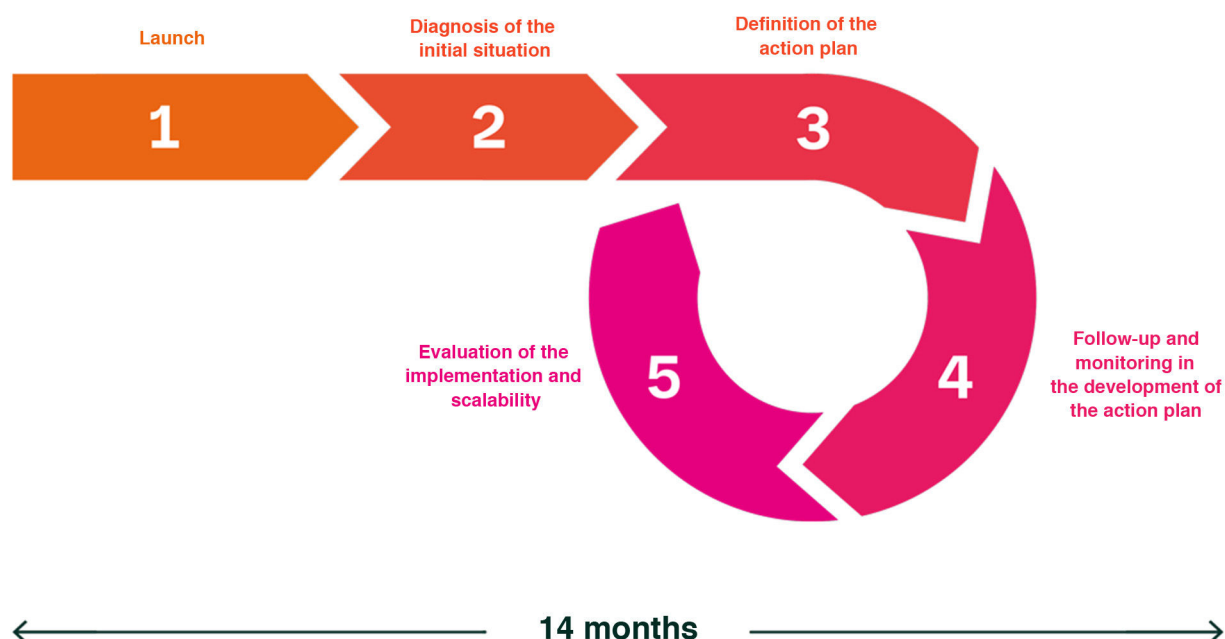 Launch
Diagnosis of the
initial situation
Definition of the
action plan
1
2
3
Evaluation of the
implementation and
scalability
5
4
Follow-up and
monitoring in
the development of
the action plan
14 months